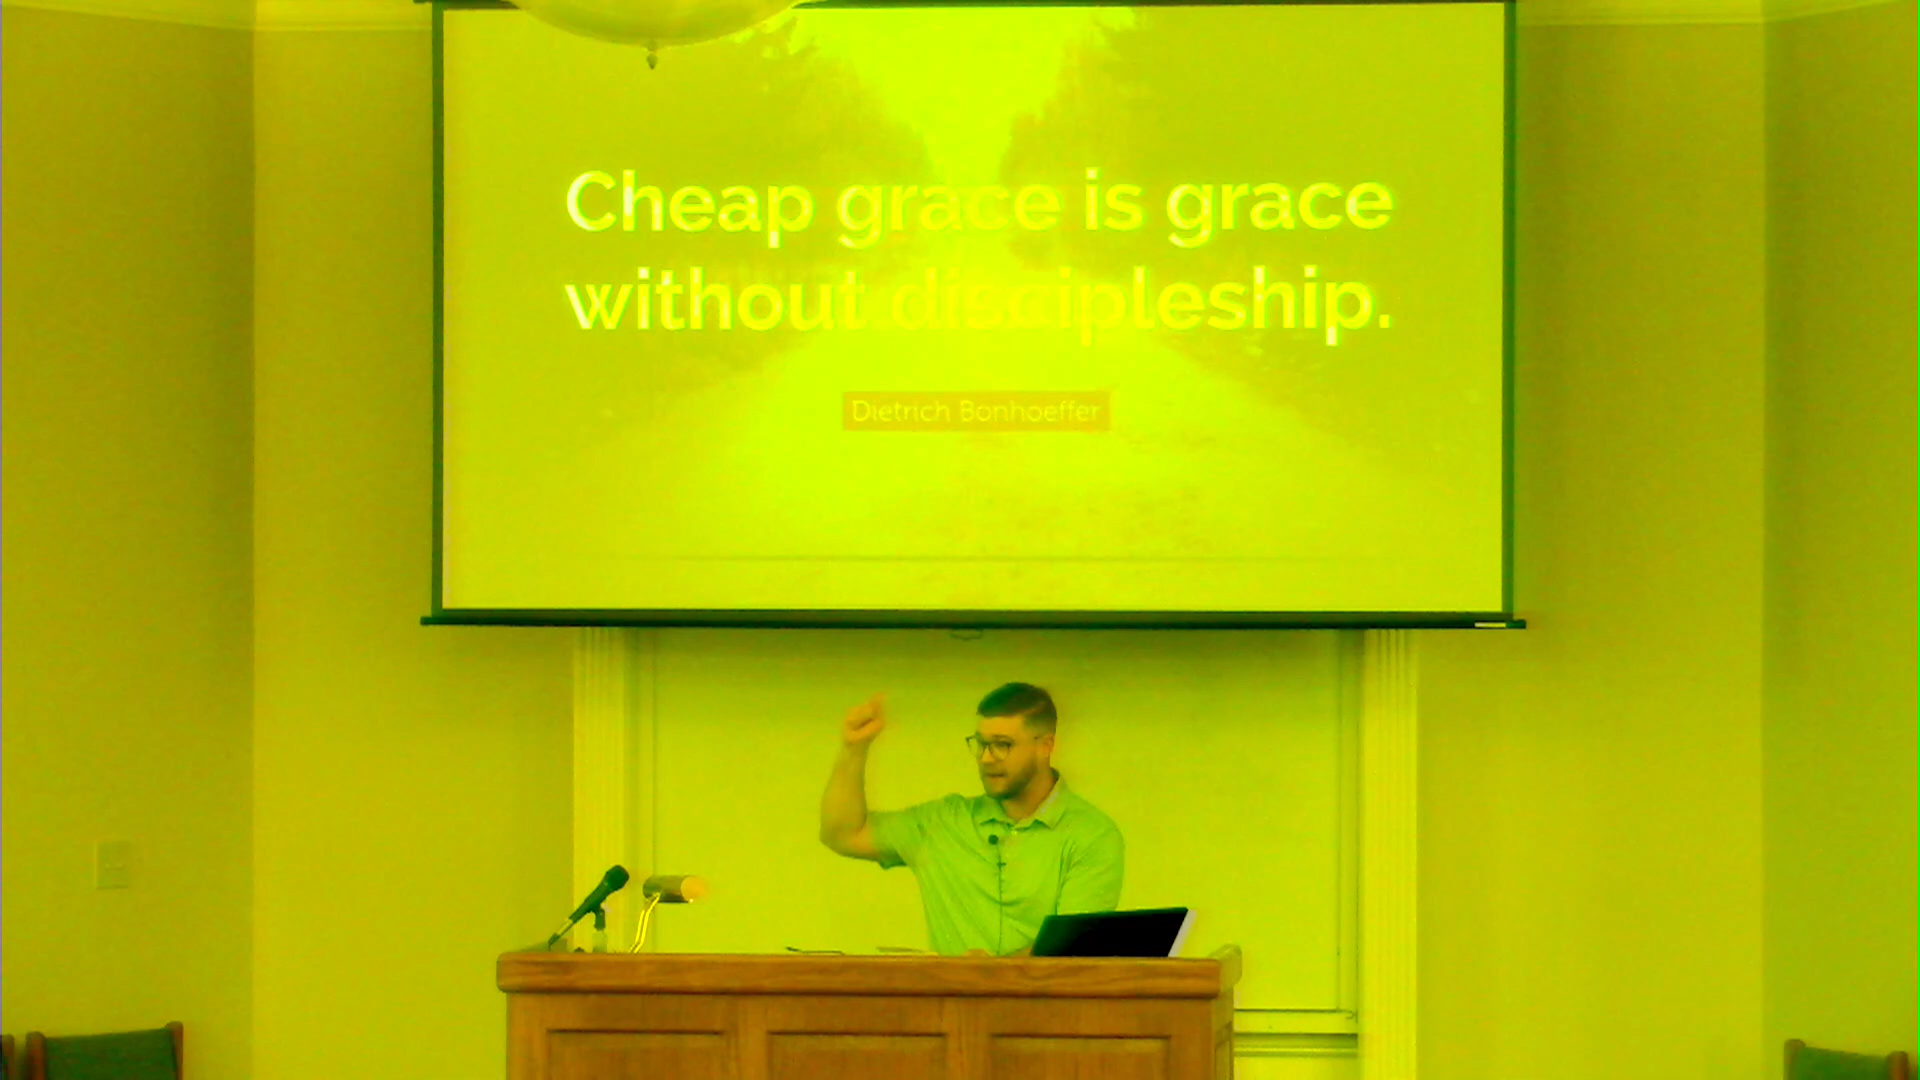 Cheap grace is grace
without discipleship.
Dietrich Bonhoeffer